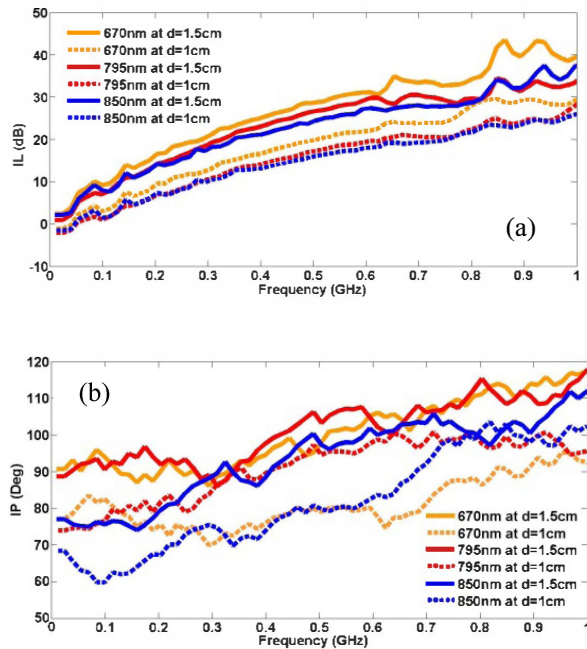 50
40
30
20
10
0
-10
IL (dB)
670nm at d=1.5cm
670nm at d=1cm
795nm at d=1.5cm
795nm at d=1cm
850nm at d=1.5cm
850nm at d=1cm
(a)
0 0.1 0.2 0.3 0.4 0.5 0.6 0.7 0.8 0.9 1
Frequency (GHz)
120
110
100
90
80
70
60
50
IP (Deg)
(b)
670nm at d=1.5cm
670nm at d=1cm
795nm at d=1.5cm
795nm at d=1cm
850nm at d=1.5cm
850nm at d=1cm
0 0.1 0.2 0.3 0.4 0.5 0.6 0.7 0.8 0.9 1
Frequency (GHz)